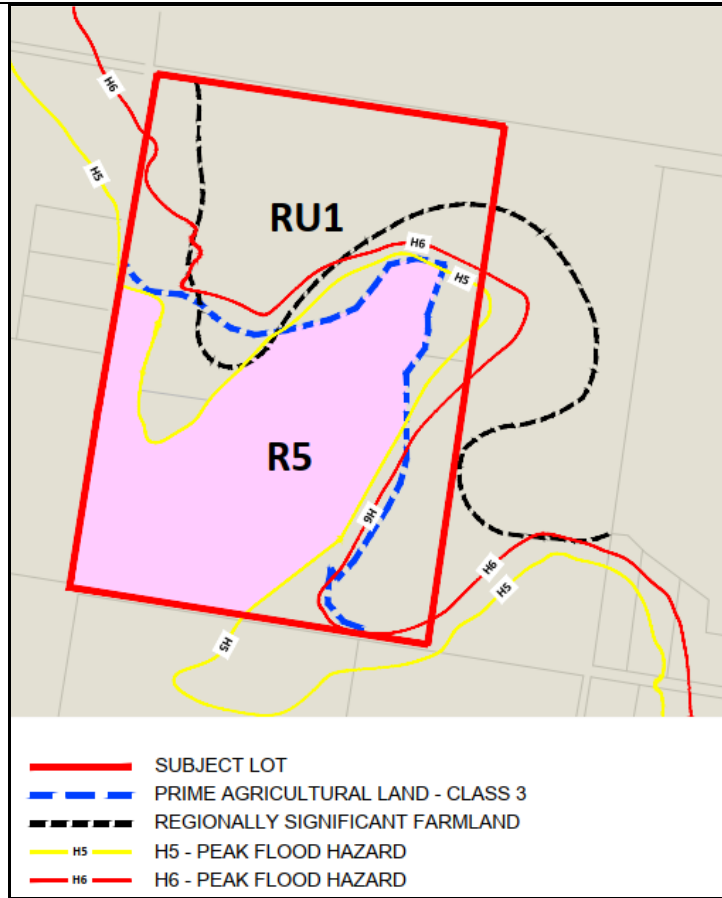 H6
H5
RU1
H6
H5
R5
H6
H6
H5
H5
SUBJECT LOT
PRIME AGRICULTURAL LAND - CLASS 3
REGIONALLY SIGNIFICANT FARMLAND
H5 H5 - PEAK FLOOD HAZARD
H6 H6 - PEAK FLOOD HAZARD